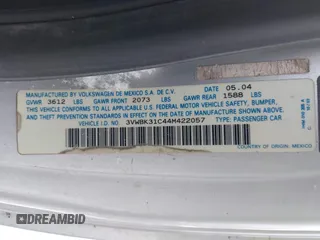 MANUFACTURED BY VOLKSWAGEN DE MEXICO S.A. DE C.V. 05.04
GVWR 3612 LBS GAWR FRONT 2073 LBS GAWR REAR 1588 LBS
THIS VEHICLE CONFORMS TO ALL APPLICABLE U.S. FEDERAL MOTOR VEHICLE SAFETY, BUMPER,
AND THEFT PREVENTION STANDARDS IN EFFECT ON THE DATE OF MANUFACTURE SHOWN ABOVE.
VEHICLE I.D. NO.: 3VWBK31C44M422057 TYPE: PASSENGER CAR
COUNTRY OF ORIGIN: MEXICO
AUTOBIDMASTER